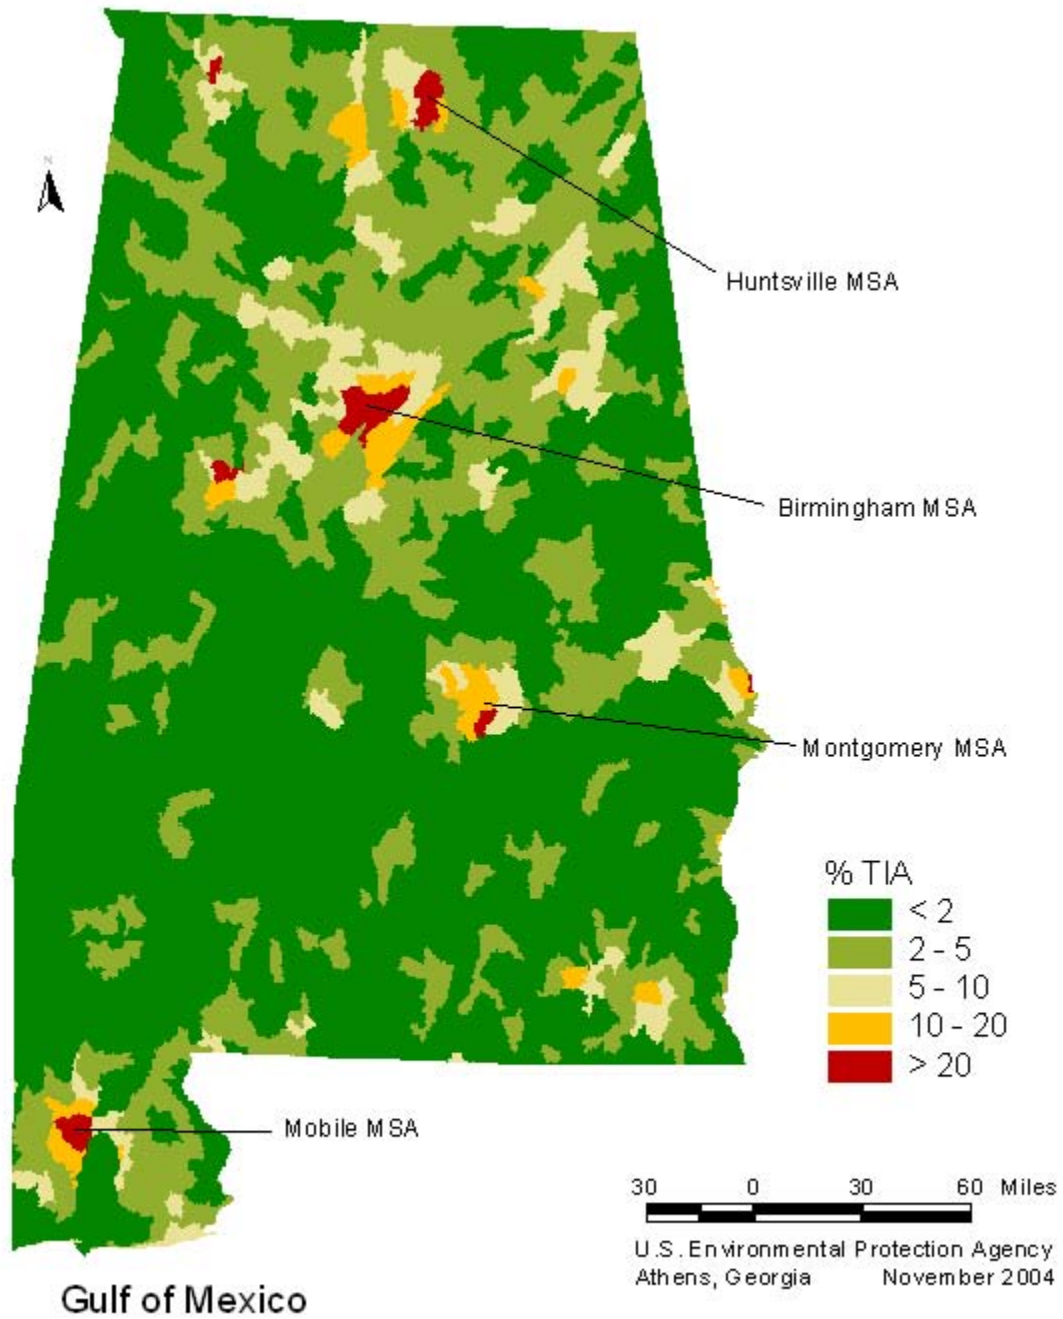 N
Huntsville MSA
Birmingham MSA
Montgomery MSA
% TIA
< 2
2 - 5
5 - 10
10 - 20
> 20
Mobile MSA
30 0 30 60 Miles
U.S. Environmental Protection Agency
Athens, Georgia November 2004
Gulf of Mexico